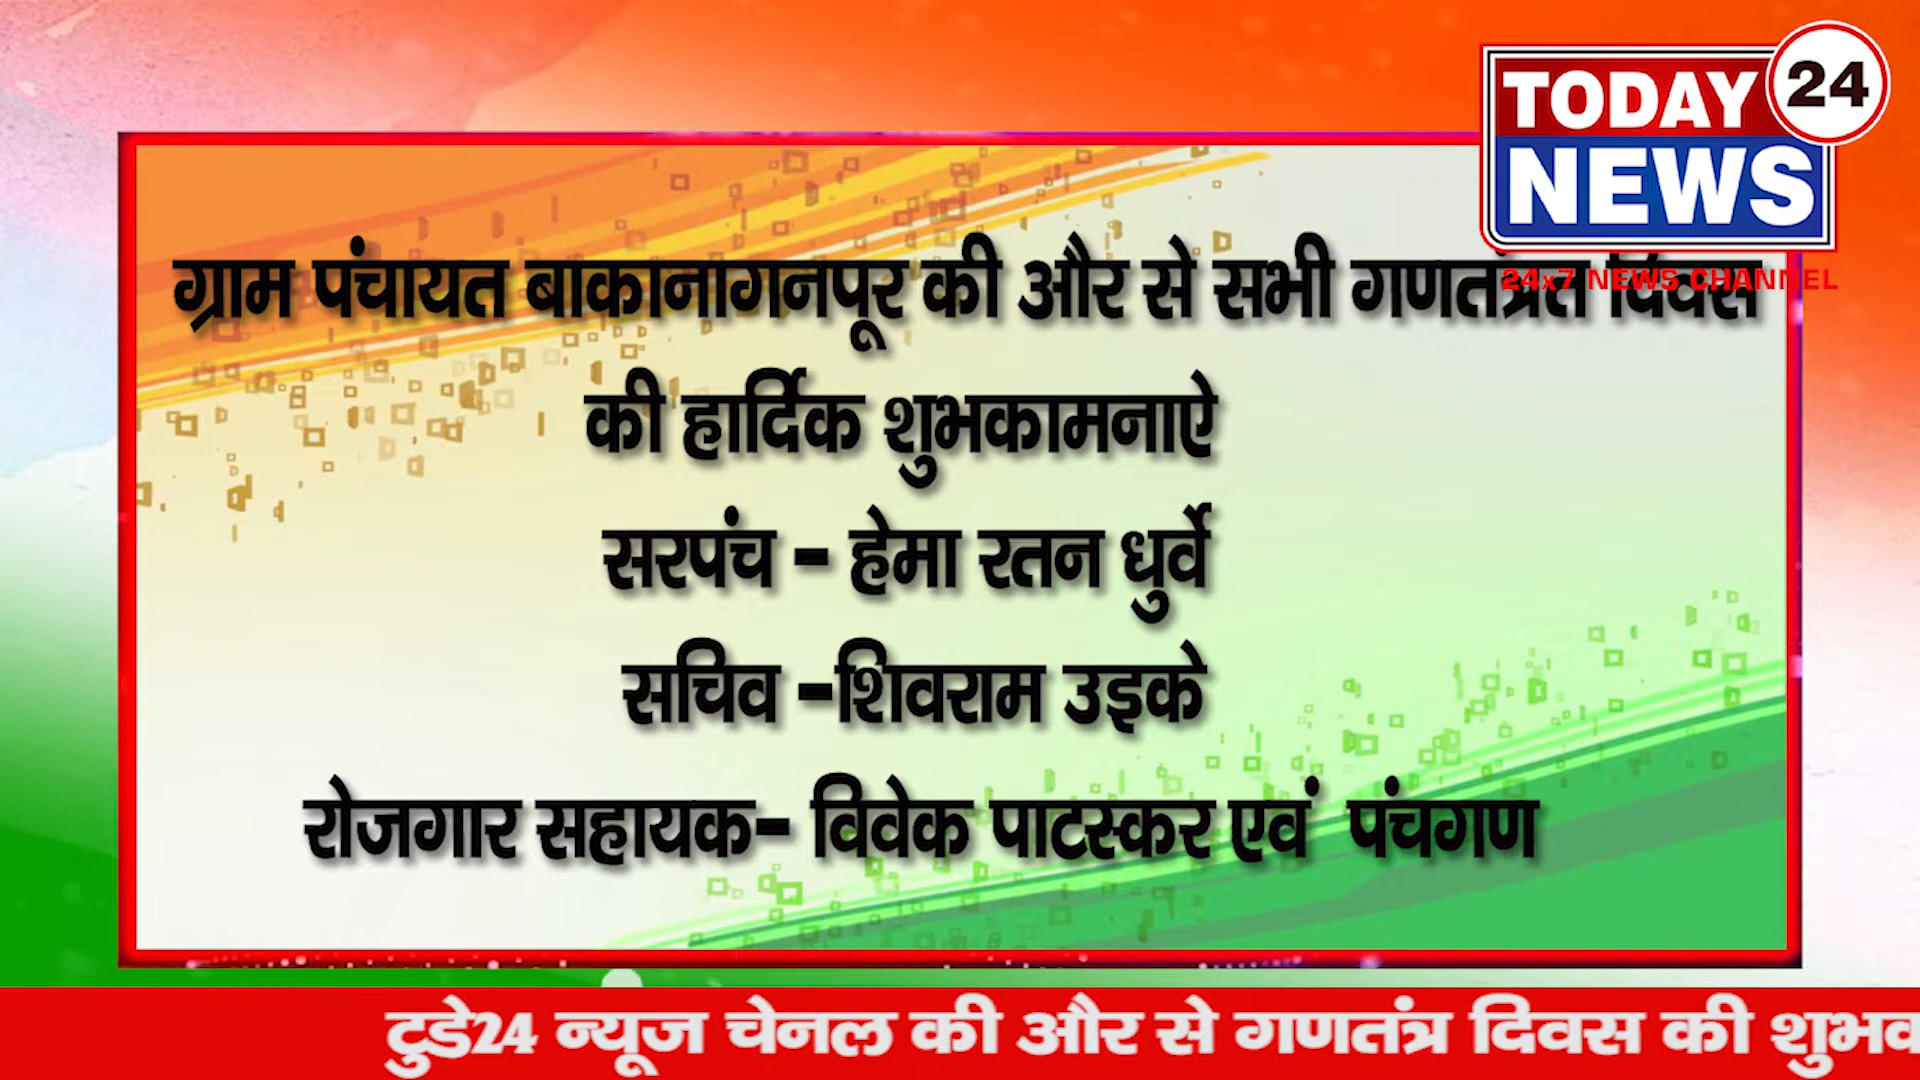 TODAY 24
NEWS
24x7 NEWS CHANNEL
ग्राम पंचायत बाकानागनपूर की और से सभी गणतंत्रत दिवस
की हार्दिक शुभकामनाऐ
सरपंच - हेमा रतन धुर्वे
सचिव -शिवराम उइके
रोजगार सहायक- विवेक पाटस्कर एवं पंचगण
टुडे24 न्यूज चेनल की और से गणतंत्र दिवस की